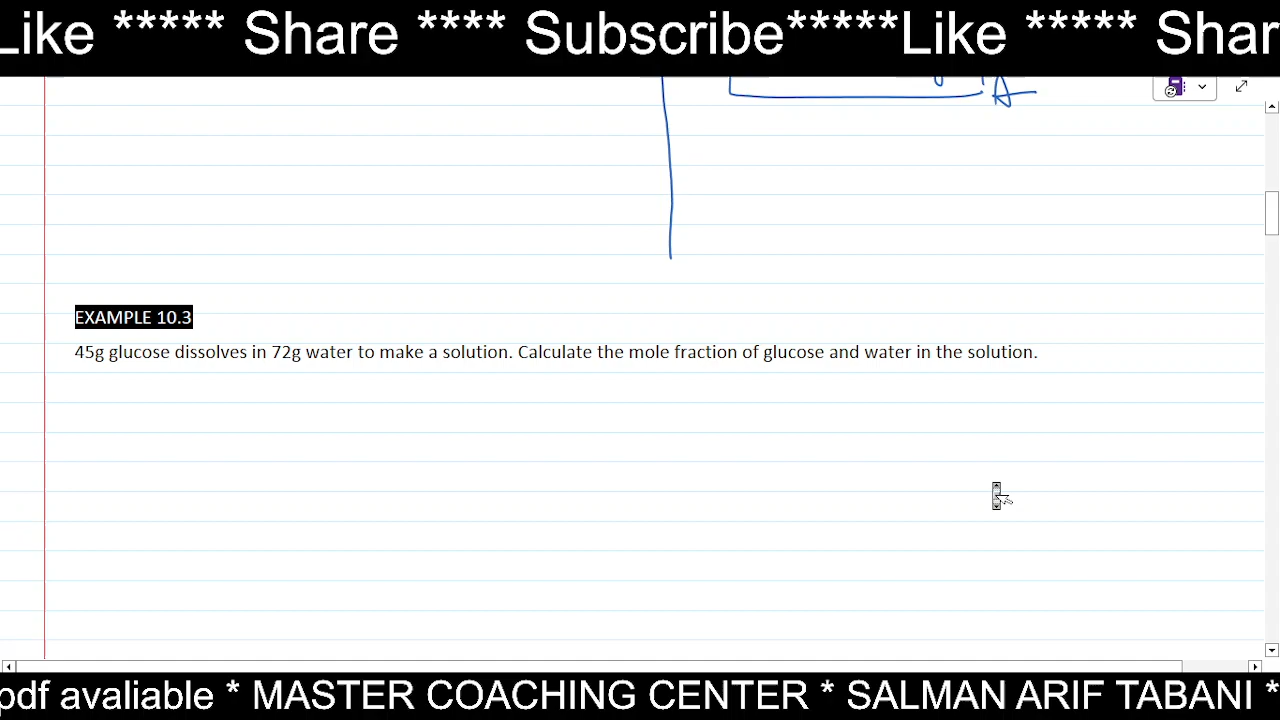 Like ***** Share **** Subscribe*****Like ***** Shar
A
EXAMPLE 10.3
45g glucose dissolves in 72g water to make a solution. Calculate the mole fraction of glucose and water in the solution.
pdf avaliable * MASTER COACHING CENTER * SALMAN ARIF TABANI *